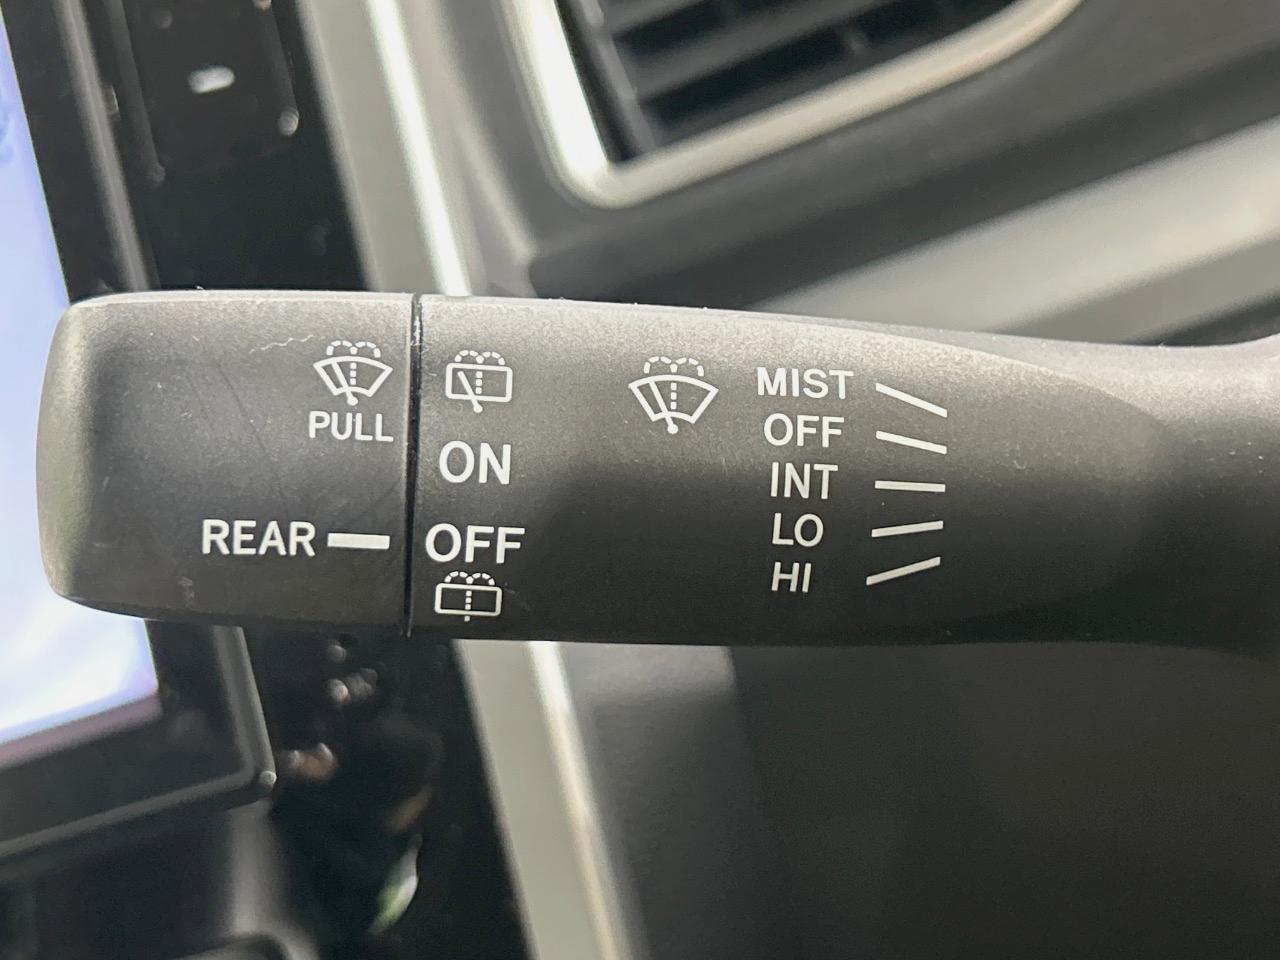 PULL
ON
REAR
OFF
MIST
OFF
INT
LO
HI